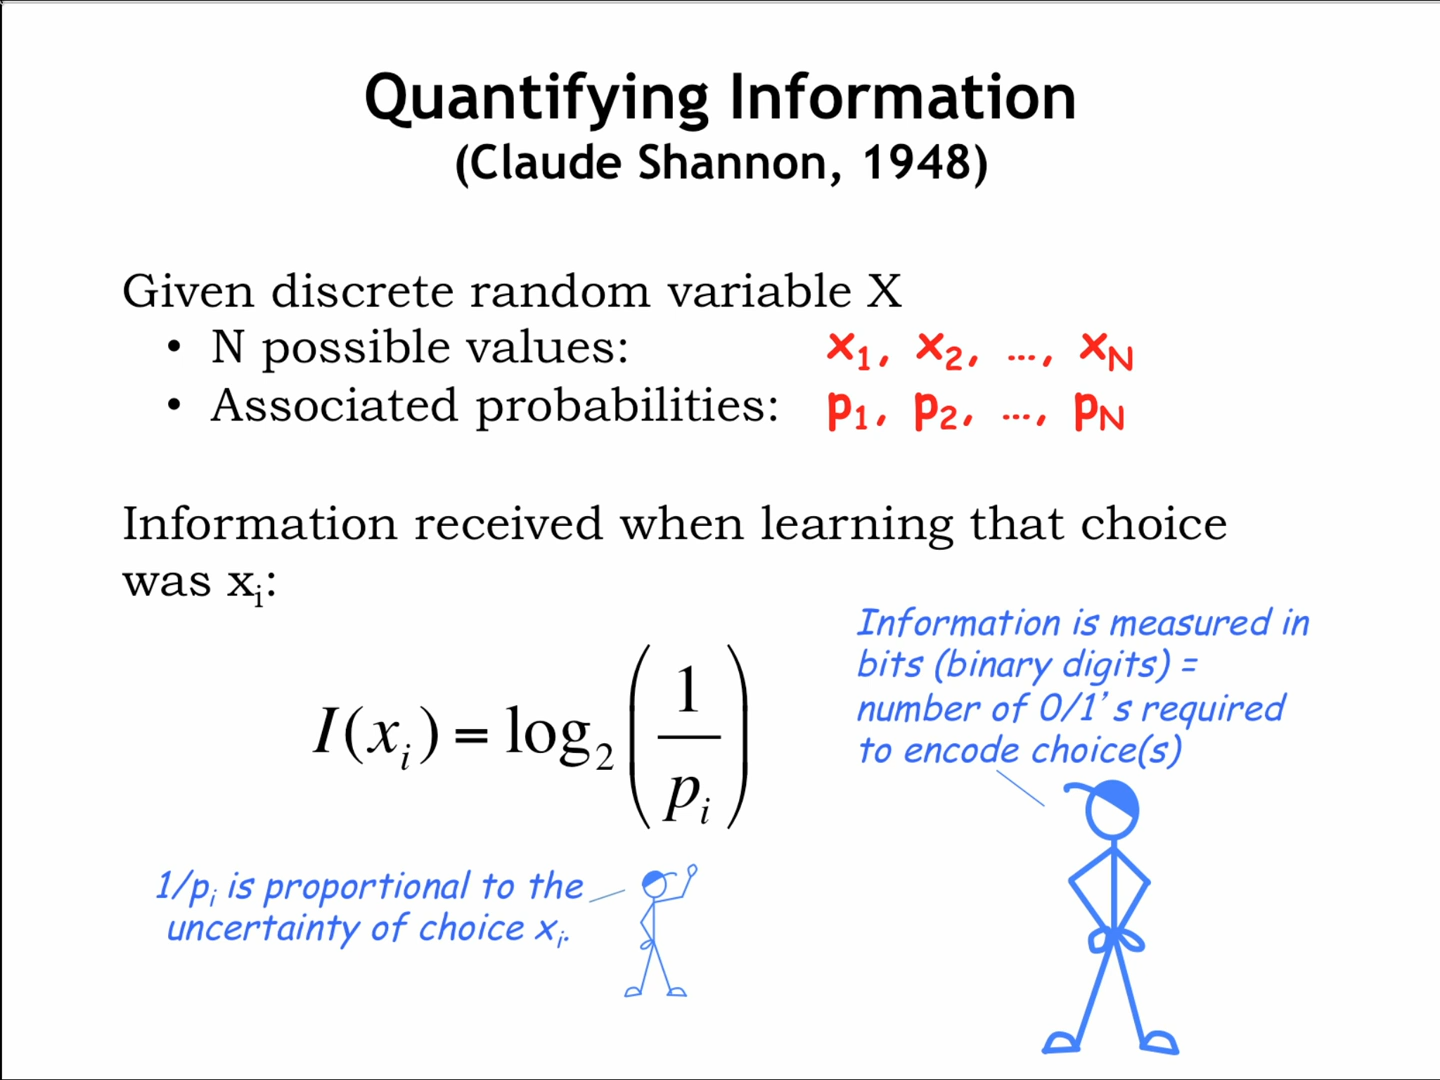 Quantifying Information
(Claude Shannon, 1948)
Given discrete random variable X
• N possible values: x₁, x₂, …, x_N
• Associated probabilities: p₁, p₂, …, p_N
Information received when learning that choice
was xᵢ:
Information is measured in
bits (binary digits) =
number of 0/1's required
to encode choice(s)
I(xᵢ) = log₂(1/pᵢ)
1/pᵢ is proportional to the
uncertainty of choice xᵢ.